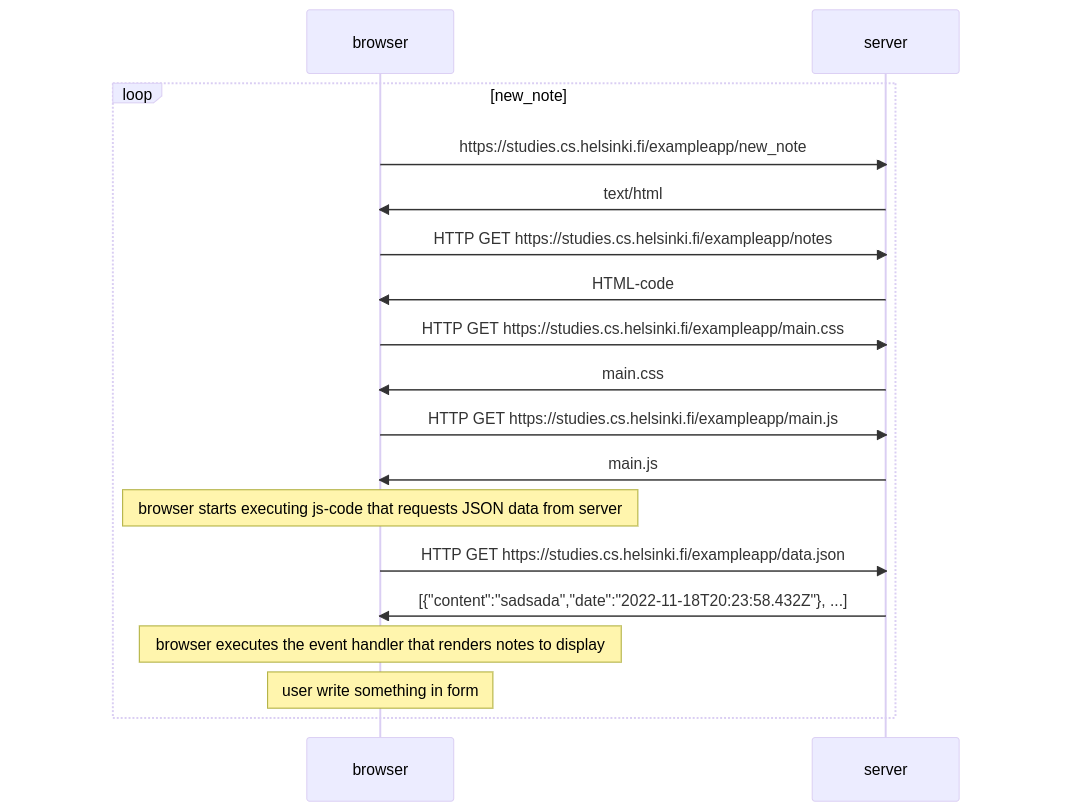 browser
server
loop
[new_note]
https://studies.cs.helsinki.fi/exampleapp/new_note
text/html
HTTP GET https://studies.cs.helsinki.fi/exampleapp/notes
HTML-code
HTTP GET https://studies.cs.helsinki.fi/exampleapp/main.css
main.css
HTTP GET https://studies.cs.helsinki.fi/exampleapp/main.js
main.js
browser starts executing js-code that requests JSON data from server
HTTP GET https://studies.cs.helsinki.fi/exampleapp/data.json
[{"content":"sadsada","date":"2022-11-18T20:23:58.432Z"}, ...]
browser executes the event handler that renders notes to display
user write something in form
browser
server